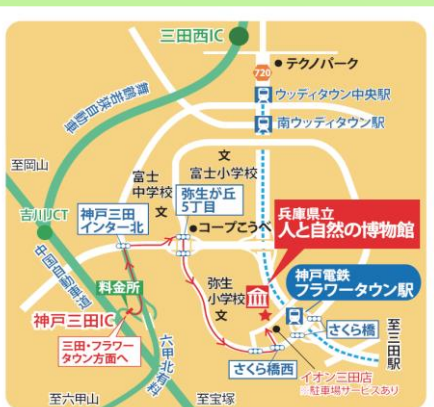 三田西IC
テクノパーク
720
ウッディタウン中央駅
南ウッディタウン駅
舞鶴若狭自動車
至岡山
文
富士小学校
富士
中学校
文
弥生が丘
5丁目
吉川JCT
神戸三田
インター北
コープこうべ
兵庫県立
人と自然の博物館
中国自動車道
料金所
弥生
小学校
文
神戸電鉄
フラワータウン駅
神戸三田IC
さくら橋
至三田駅
三田・フラワー
タウン方面へ
六甲北有料
さくら橋西
イオン三田店
※駐車場サービスあり
至六甲山
至宝塚